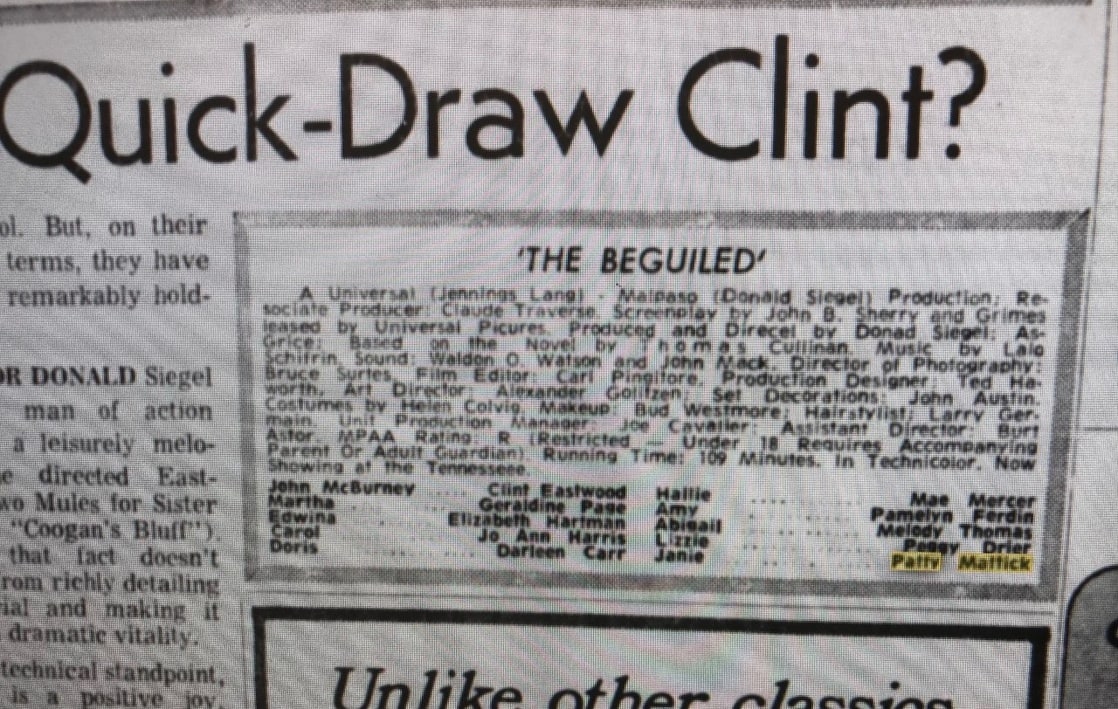 Quick-Draw Clint?
ol. But, on their
terms, they have
remarkably hold-
OR DONALD Siegel
man of action
a leisurely melo-
e directed East-
wo Mules for Sister
"Coogan's Bluff").
that fact doesn't
rom richly detailing
ial and making it
dramatic vitality.
technical standpoint,
is a positive joy.
'THE BEGUILED'
A Universal (Jennings Lang) - Malpaso (Donald Siegel) Production; Re-
sociate Producer: Claude Traverse. Screenplay by John B. Sherry and Grimes
leased by Universal Picures. Produced and Direcel by Donad Siegel; As-
Grice; Based on the Novel by Thomas Cullinan. Music by Lalo
Schifrin. Sound: Waldon O. Watson and John Mack. Director of Photography:
Bruce Surtes. Film Editor: Carl Pingitore. Production Designer: Ted Ha-
worth. Art Director: Alexander Golitzen; Set Decorations: John Austin.
Costumes by Helen Colvig. Makeup: Bud Westmore; Hairstylist; Larry Ger-
main. Unit Production Manager: Joe Cavalier; Assistant Director: Burt
Astor. MPAA Rating: R (Restricted — Under 18 Requires Accompanying
Parent Or Adult Guardian). Running Time: 109 Minutes. In Technicolor. Now
Showing at the Tennesseee.
John McBurney .... Clint Eastwood
Martha .... Geraldine Page
Edwina .... Elizabeth Hartman
Carol .... Jo Ann Harris
Doris .... Darleen Carr
Hallie .... Mae Mercer
Amy .... Pamelyn Ferdin
Abigail .... Melody Thomas
Lizzie .... Peggy Drier
Janie .... Patty Mattick
Unlike other classics